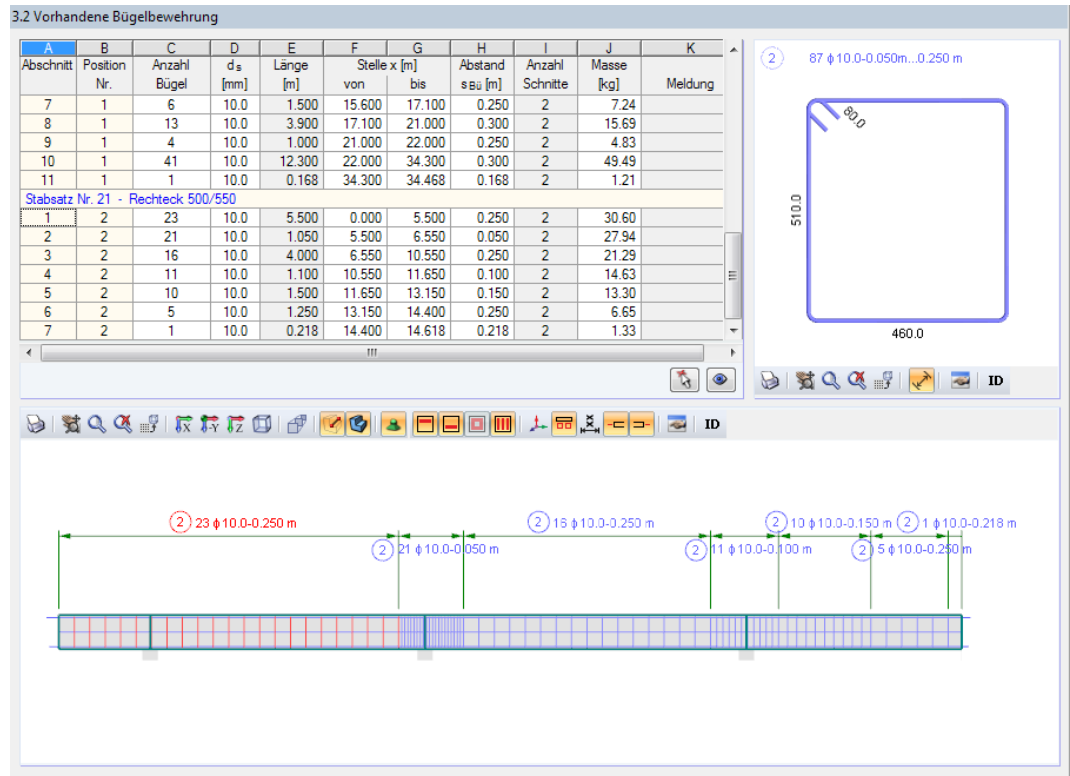 3.2 Vorhandene Bügelbewehrung
A B C D E F G H I J K
Abschnitt Position Anzahl d s Länge Stelle x [m] Abstand Anzahl Masse
Nr. Bügel [mm] [m] von bis s Bü [m] Schnitte [kg] Meldung
7 1 6 10.0 1.500 15.600 17.100 0.250 2 7.24
8 1 13 10.0 3.900 17.100 21.000 0.300 2 15.69
9 1 4 10.0 1.000 21.000 22.000 0.250 2 4.83
10 1 41 10.0 12.300 22.000 34.300 0.300 2 49.49
11 1 1 10.0 0.168 34.300 34.468 0.168 2 1.21
Stabsatz Nr. 21 - Rechteck 500/550
1 2 23 10.0 5.500 0.000 5.500 0.250 2 30.60
2 2 21 10.0 1.050 5.500 6.550 0.050 2 27.94
3 2 16 10.0 4.000 6.550 10.550 0.250 2 21.29
4 2 11 10.0 1.100 10.550 11.650 0.100 2 14.63
5 2 10 10.0 1.500 11.650 13.150 0.150 2 13.30
6 2 5 10.0 1.250 13.150 14.400 0.250 2 6.65
7 2 1 10.0 0.218 14.400 14.618 0.218 2 1.33
2 87 ϕ 10.0-0.050m...0.250 m
80.0
510.0
460.0
ID
X Y Z x ID
2 23 ϕ 10.0-0.250 m 2 16 ϕ 10.0-0.250 m 2 10 ϕ 10.0-0.150 m 2 1 ϕ 10.0-0.218 m
2 21 ϕ 10.0-0.050 m 2 11 ϕ 10.0-0.100 m 2 5 ϕ 10.0-0.250 m